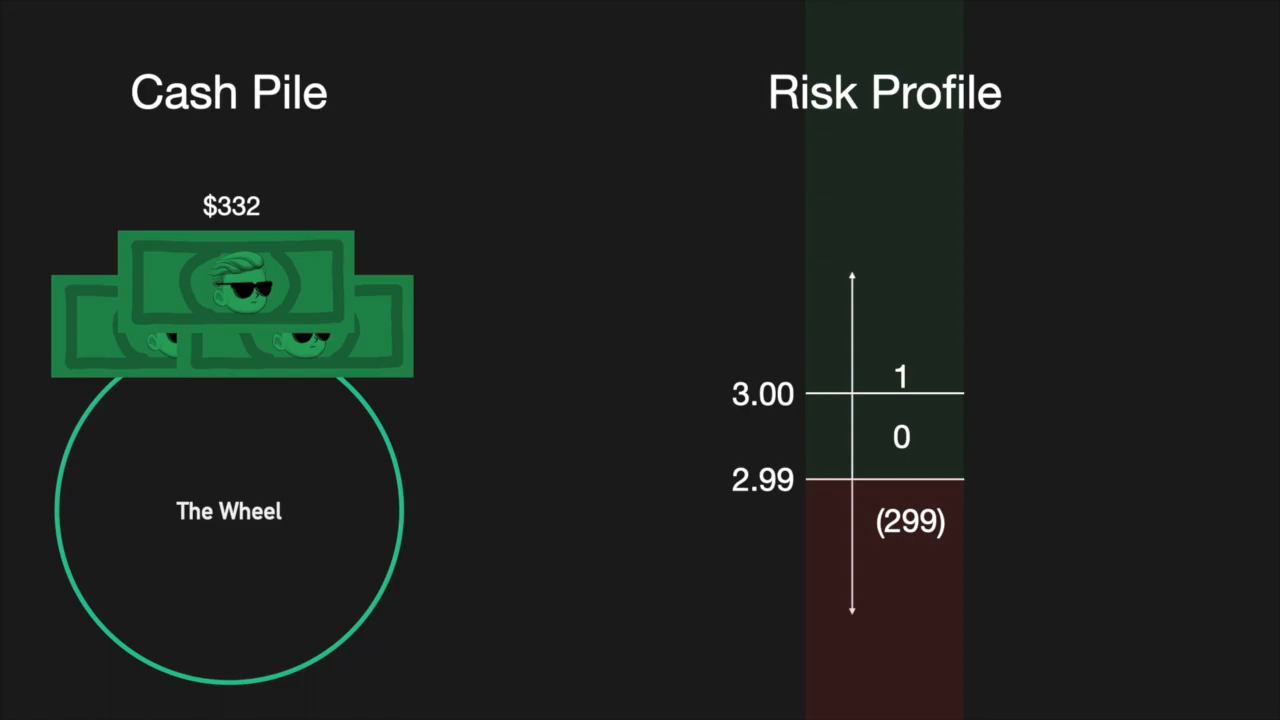 Cash Pile
$332
The Wheel
Risk Profile
1
3.00
0
2.99
(299)